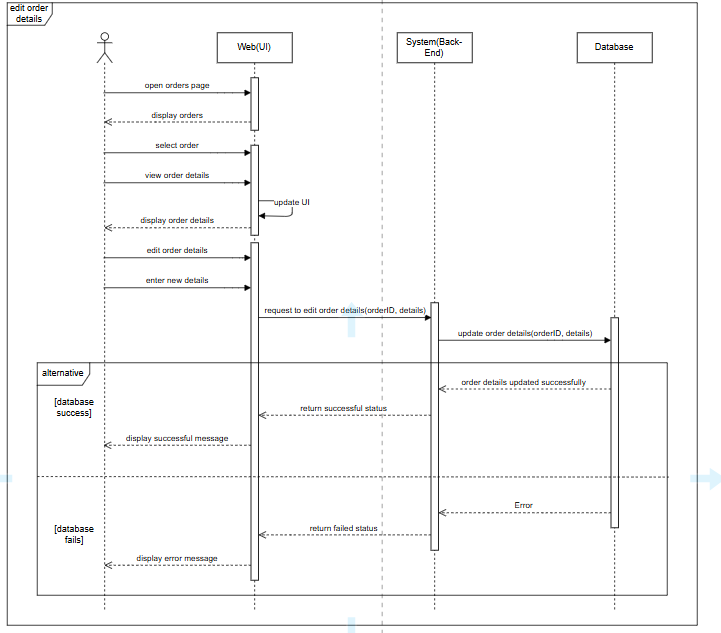 edit order
details
Web(UI)
System(Back-
End)
Database
open orders page
display orders
select order
view order details
update UI
display order details
edit order details
enter new details
request to edit order details(orderID, details)
update order details(orderID, details)
alternative
[database
success]
order details updated successfully
return successful status
display successful message
[database
fails]
Error
return failed status
display error message